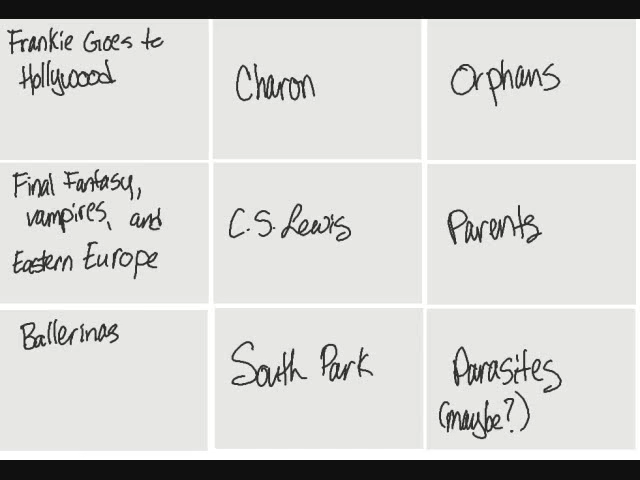 Frankie Goes to
Hollywood
Charon
Orphans
Final Fantasy,
vampires, and
Eastern Europe
C.S. Lewis
Parents
Ballerinas
South Park
Parasites
(maybe?)